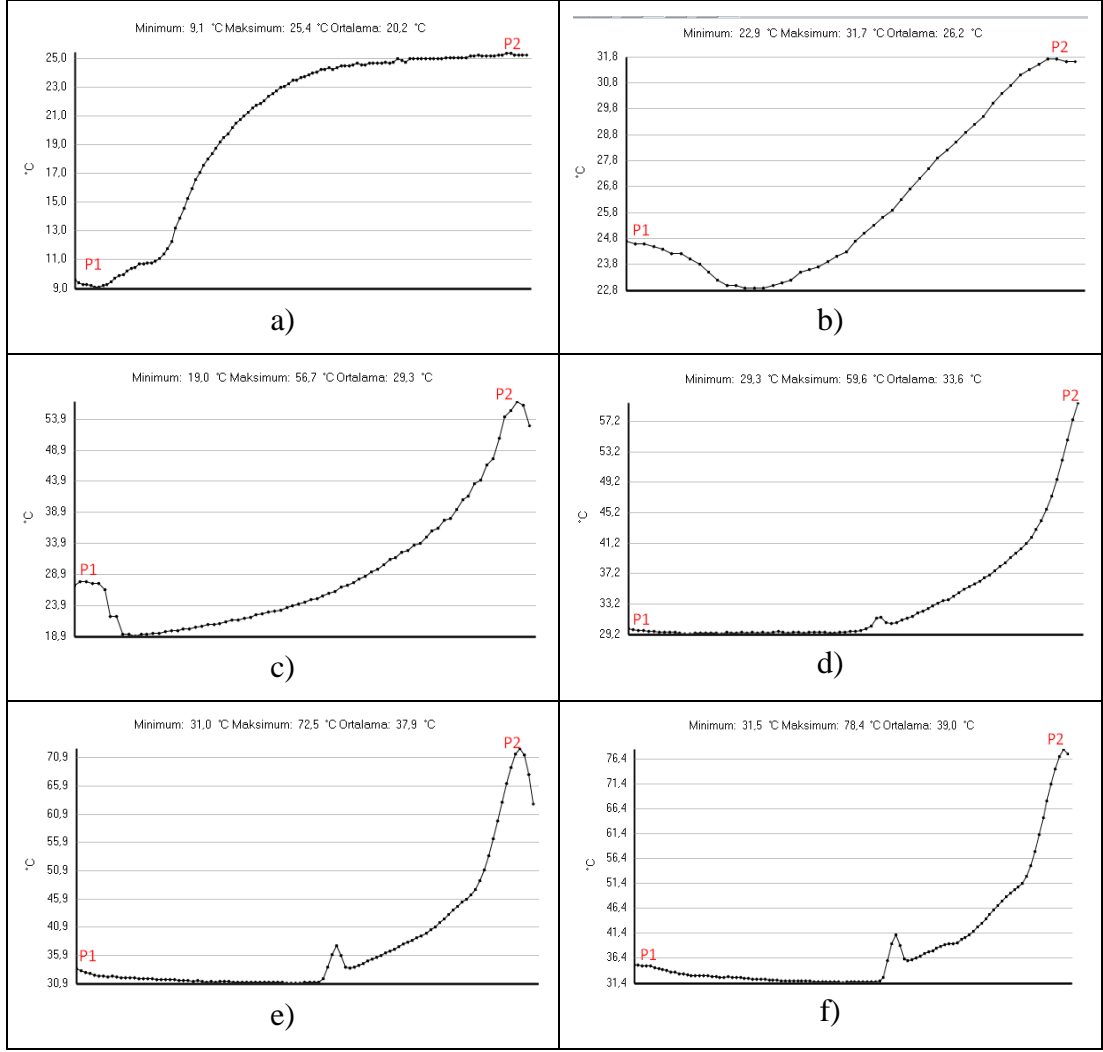 Minimum: 9,1 °C Maksimum: 25,4 °C Ortalama: 20,2 °C
25,0
23,0
21,0
19,0
17,0
15,0
13,0
11,0
9,0
°C
P1
P2
a)
Minimum: 22,9 °C Maksimum: 31,7 °C Ortalama: 26,2 °C
31,8
30,8
29,8
28,8
27,8
26,8
25,8
24,8
23,8
22,8
°C
P1
P2
b)
Minimum: 19,0 °C Maksimum: 56,7 °C Ortalama: 29,3 °C
53,9
48,9
43,9
38,9
33,9
28,9
23,9
18,9
°C
P1
P2
c)
Minimum: 29,3 °C Maksimum: 59,6 °C Ortalama: 33,6 °C
57,2
53,2
49,2
45,2
41,2
37,2
33,2
29,2
°C
P1
P2
d)
Minimum: 31,0 °C Maksimum: 72,5 °C Ortalama: 37,9 °C
70,9
65,9
60,9
55,9
50,9
45,9
40,9
35,9
30,9
°C
P1
P2
e)
Minimum: 31,5 °C Maksimum: 78,4 °C Ortalama: 39,0 °C
76,4
71,4
66,4
61,4
56,4
51,4
46,4
41,4
36,4
31,4
°C
P1
P2
f)